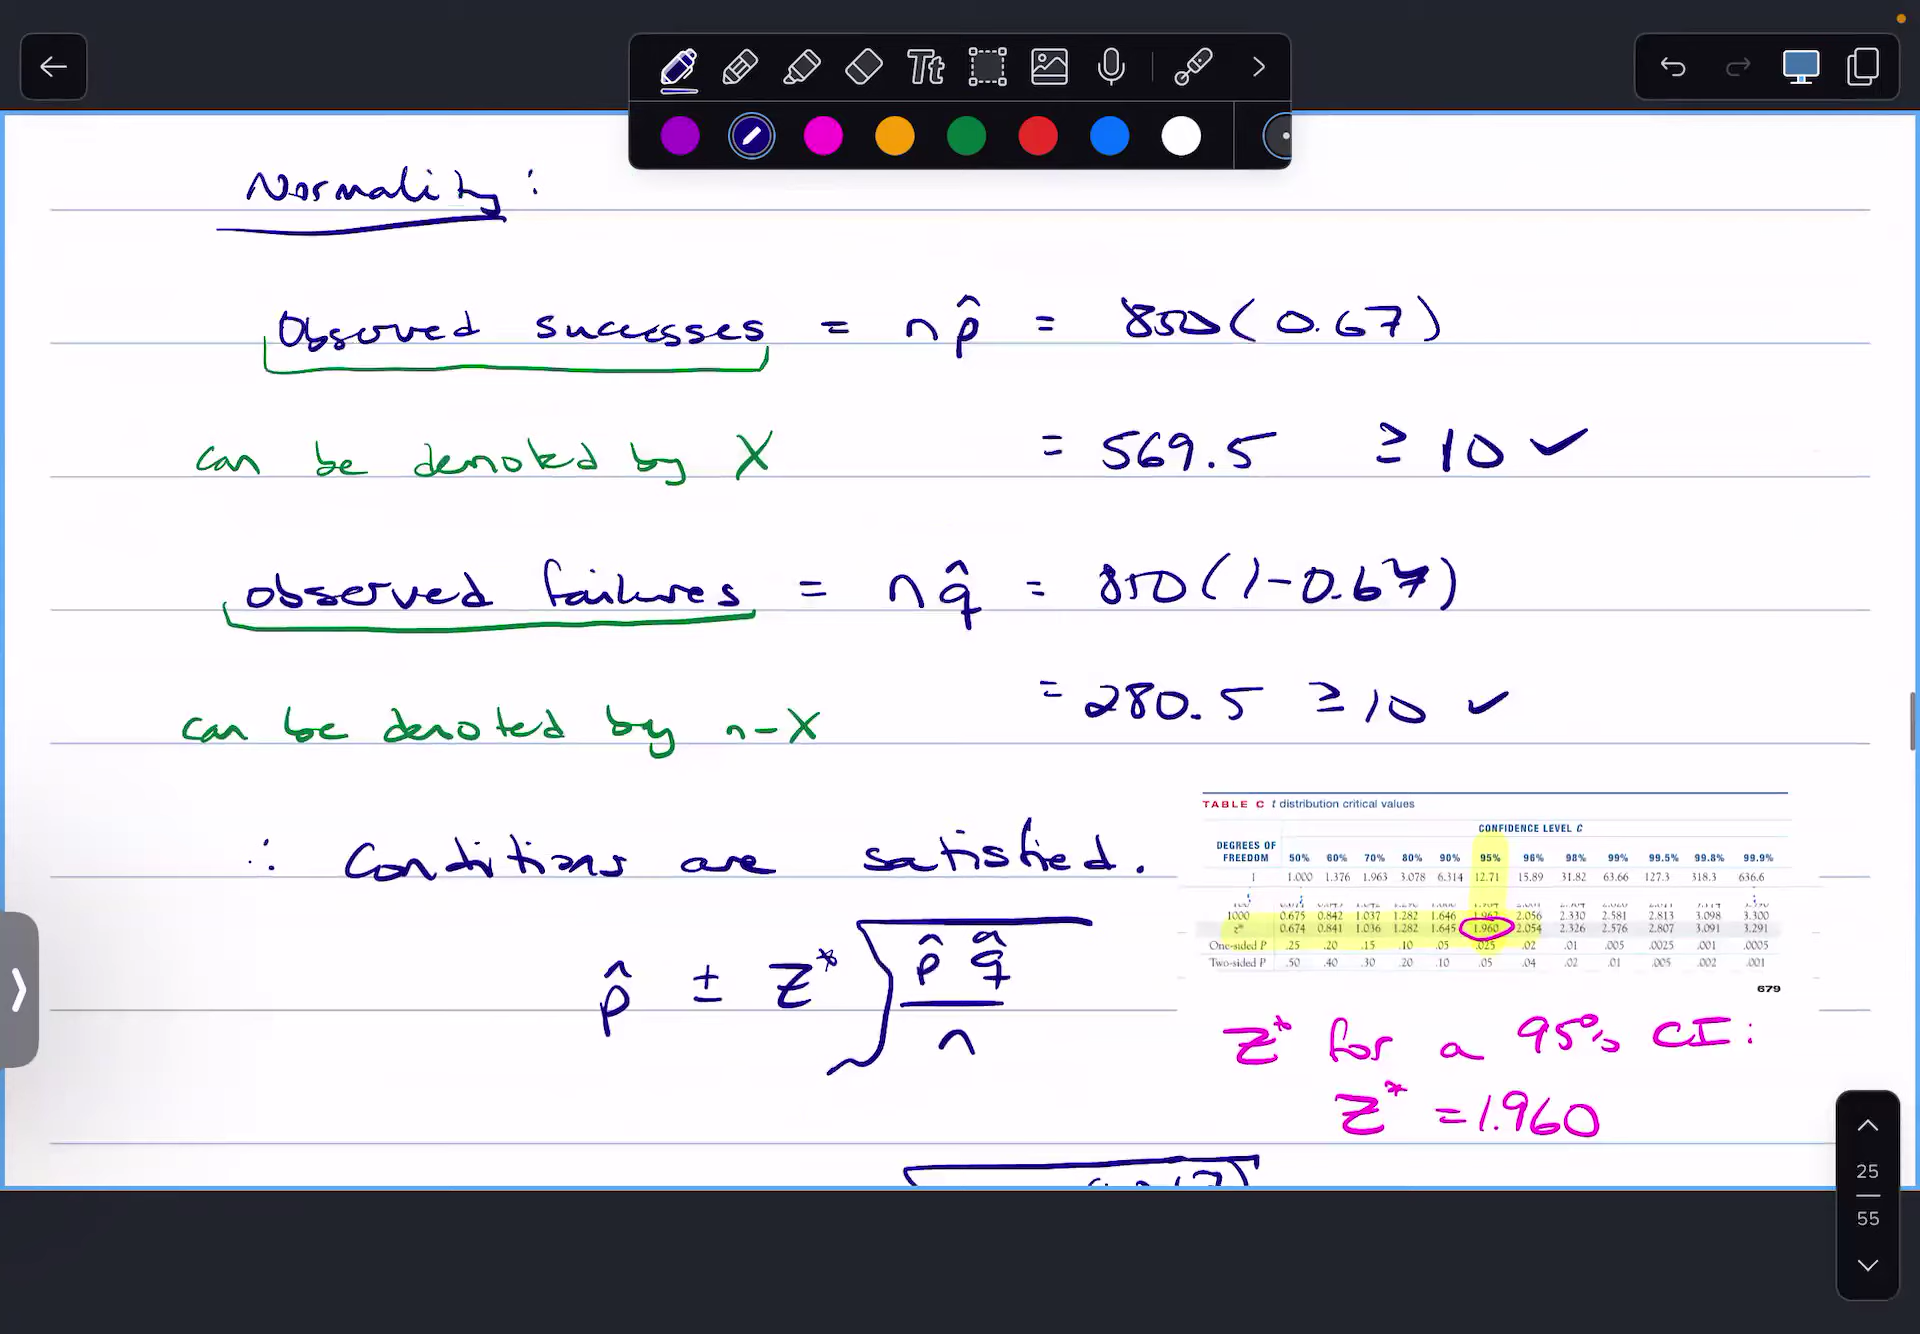 Tt
Normality:
Observed successes = n p̂ = 850(0.67)
can be denoted by X = 569.5 ≥ 10 ✓
observed failures = n q̂ = 850(1-0.67)
= 280.5 ≥ 10 ✓
can be denoted by n-X
∴ Conditions are satisfied.
p̂ ± z* √(p̂ q̂ / n)
TABLE C t distribution critical values
CONFIDENCE LEVEL C
DEGREES OF FREEDOM 50% 60% 70% 80% 90% 95% 96% 98% 99% 99.5% 99.8% 99.9%
1 1.000 1.376 1.963 3.078 6.314 12.71 15.89 31.82 63.66 127.3 318.3 636.6
1000 0.675 0.842 1.037 1.282 1.646 1.962 2.056 2.330 2.581 2.813 3.098 3.300
z* 0.674 0.841 1.036 1.282 1.645 1.960 2.054 2.326 2.576 2.807 3.091 3.291
One-sided P .25 .20 .15 .10 .05 .025 .02 .01 .005 .0025 .001 .0005
Two-sided P .50 .40 .30 .20 .10 .05 .04 .02 .01 .005 .002 .001
679
z* for a 95% CI:
z* = 1.960
25
55